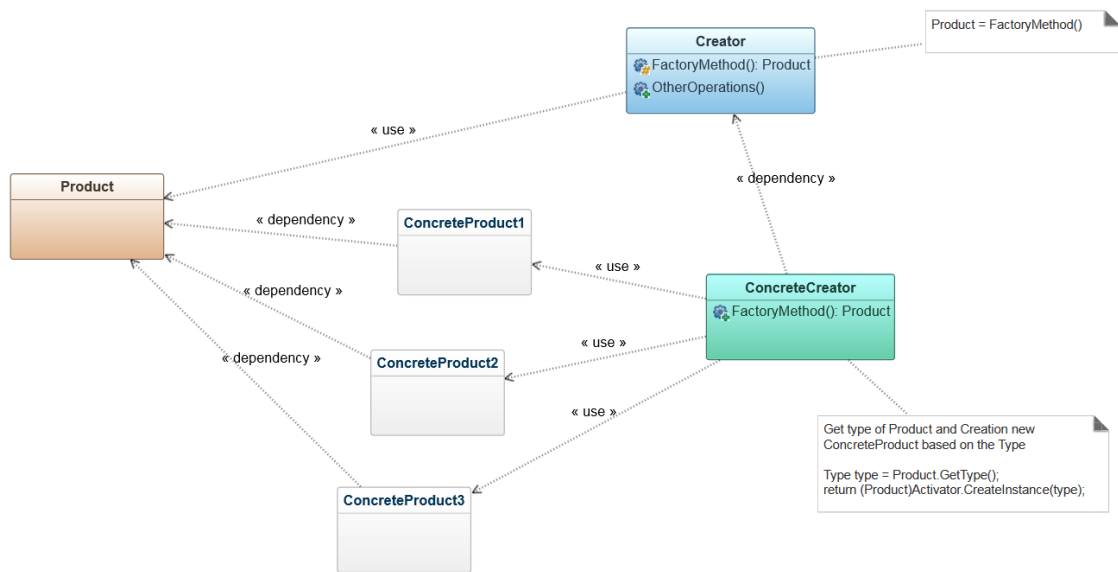 Product = FactoryMethod()
Creator
FactoryMethod(): Product
OtherOperations()
« use »
« dependency »
Product
« dependency »
ConcreteProduct1
« use »
ConcreteCreator
FactoryMethod(): Product
« dependency »
« use »
ConcreteProduct2
« dependency »
« use »
Get type of Product and Creation new
ConcreteProduct based on the Type
Type type = Product.GetType();
return (Product)Activator.CreateInstance(type);
ConcreteProduct3